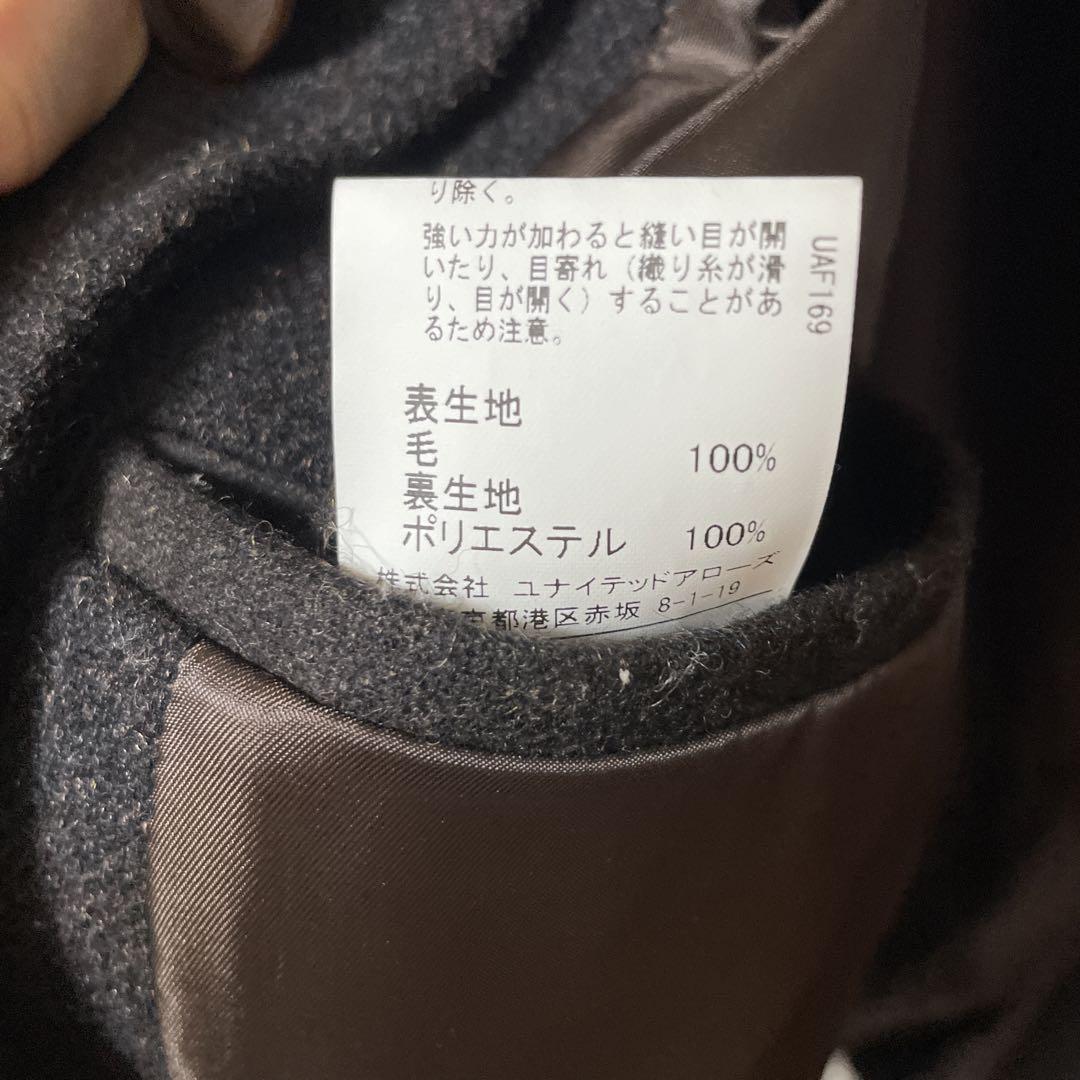 り除く。
強い力が加わると縫い目が開
いたり、目寄れ（織り糸が滑
り、目が開く）することがあ
るため注意。
UAF169
表生地
毛 100%
裏生地
ポリエステル 100%
株式会社 ユナイテッドアローズ
京都港区赤坂 8-1-19